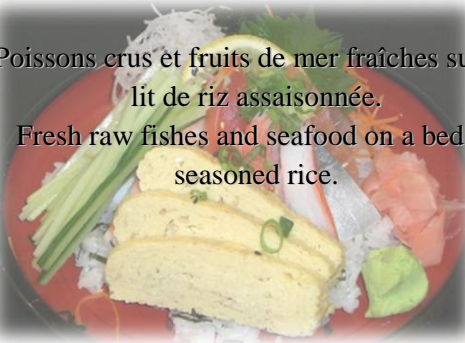 Poissons crus et fruits de mer fraîches su
lit de riz assaisonnée.
Fresh raw fishes and seafood on a bed
seasoned rice.